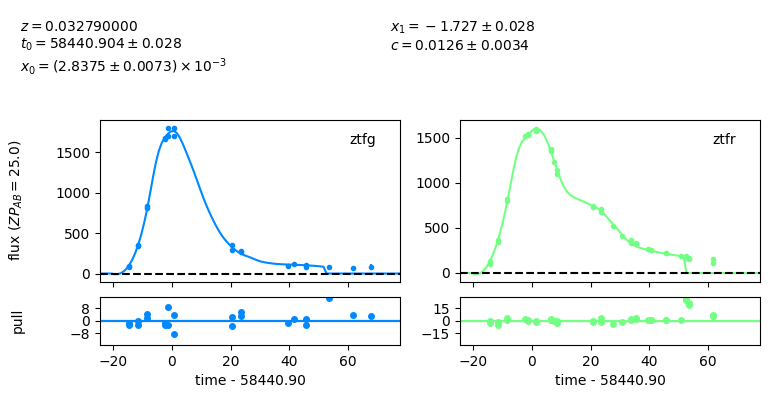 z = 0.032790000
t₀ = 58440.904 ± 0.028
x₀ = (2.8375 ± 0.0073) × 10⁻³
x₁ = −1.727 ± 0.028
c = 0.0126 ± 0.0034
flux (ZP_AB = 25.0)
1500
1000
500
0
ztfg
1500
1000
500
0
ztfr
pull
8
0
−8
15
0
−15
−20 0 20 40 60
−20 0 20 40 60
time - 58440.90
time - 58440.90